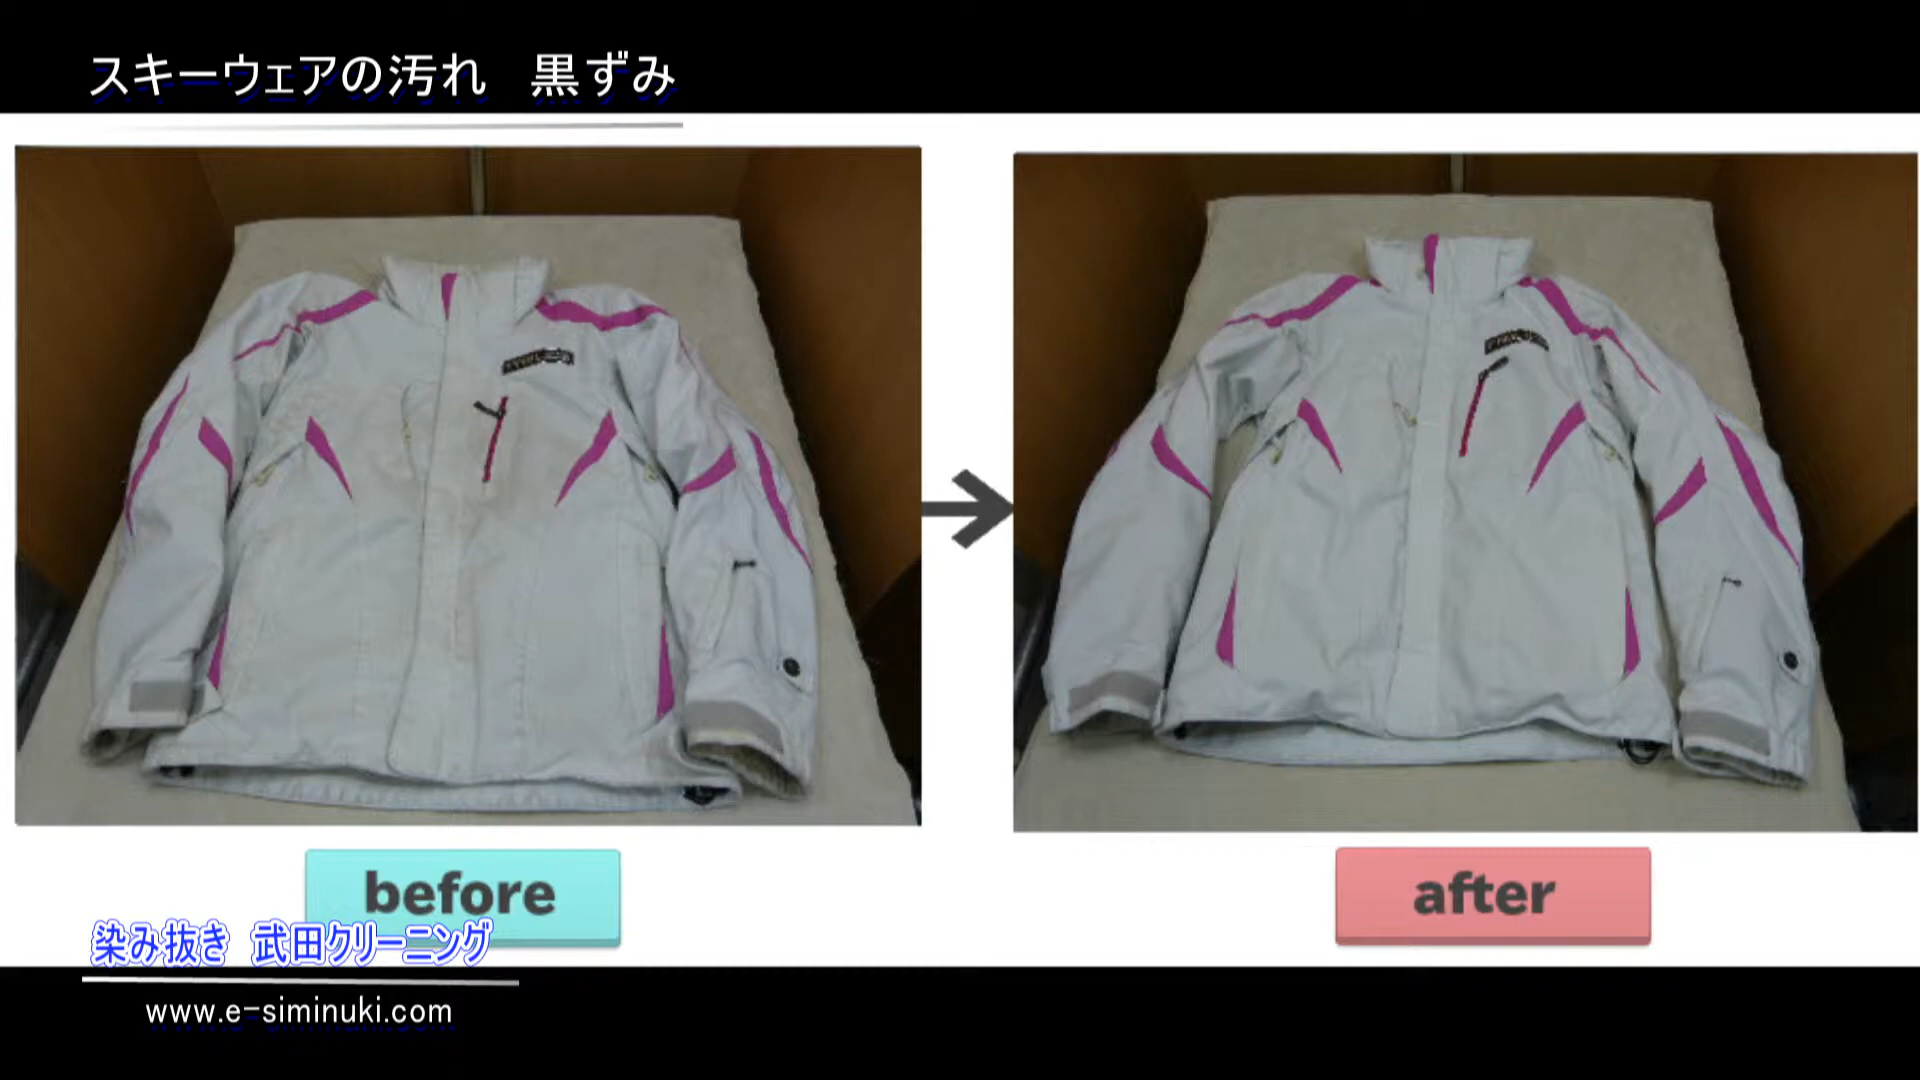 スキーウェアの汚れ　黒ずみ
before
after
染み抜き　武田クリーニング
www.e-siminuki.com